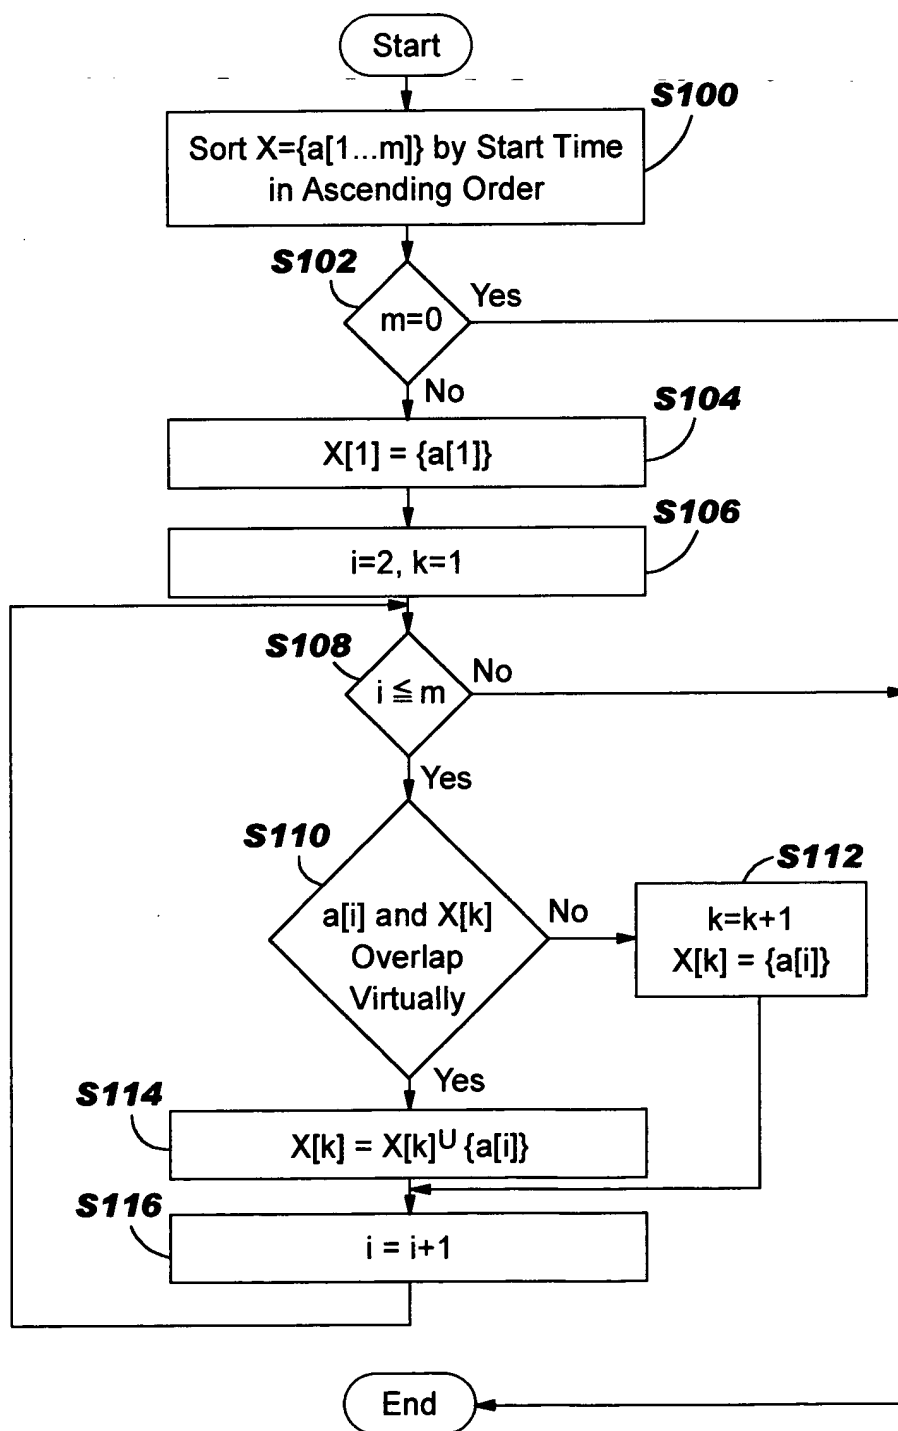 Start
S100
Sort X={a[1...m]} by Start Time
in Ascending Order
S102
Yes
m=0
No
S104
X[1] = {a[1]}
S106
i=2, k=1
S108
No
i ≦ m
Yes
S110
S112
a[i] and X[k]
Overlap
Virtually
No
k=k+1
X[k] = {a[i]}
Yes
S114
X[k] = X[k]∪ {a[i]}
S116
i = i+1
End